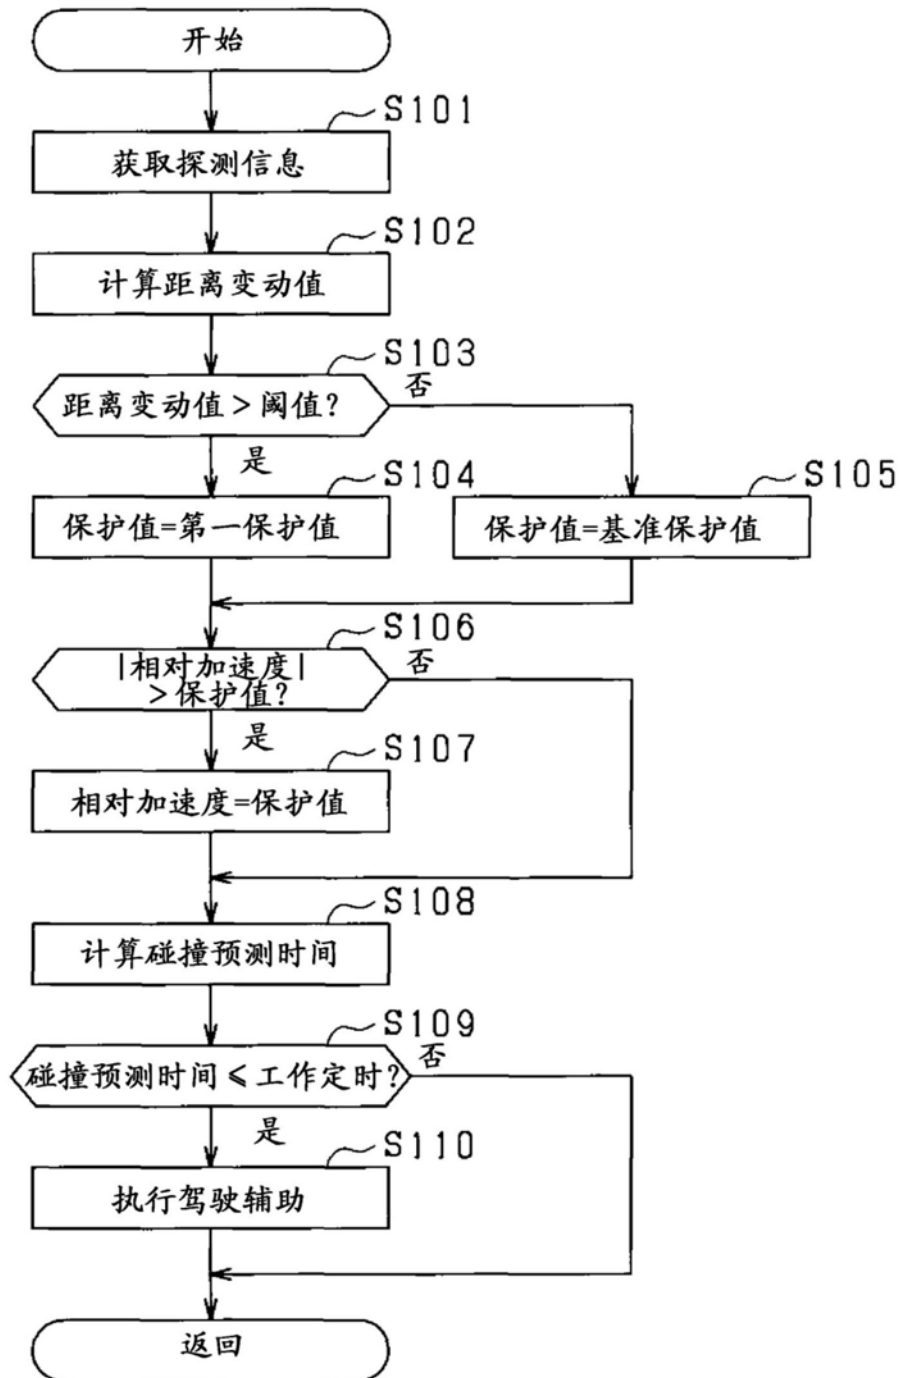 开始
S101
获取探测信息
S102
计算距离变动值
S103
距离变动值>阈值?
否
是
S104
保护值=第一保护值
S105
保护值=基准保护值
S106
|相对加速度|
>保护值?
否
是
S107
相对加速度=保护值
S108
计算碰撞预测时间
S109
碰撞预测时间≤工作定时?
否
是
S110
执行驾驶辅助
返回